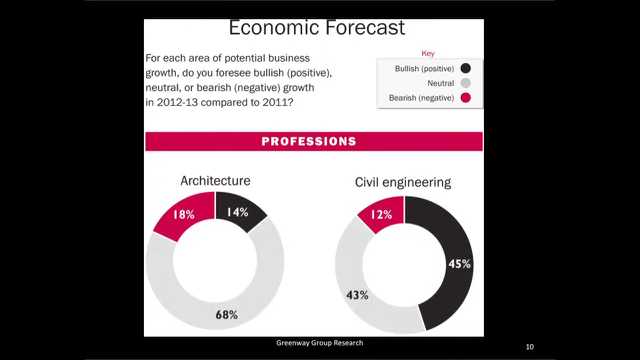 Economic Forecast
For each area of potential business
growth, do you foresee bullish (positive),
neutral, or bearish (negative) growth
in 2012-13 compared to 2011?
Key
Bullish (positive)
Neutral
Bearish (negative)
PROFESSIONS
Architecture
18%
14%
68%
Civil engineering
12%
45%
43%
Greenway Group Research
10